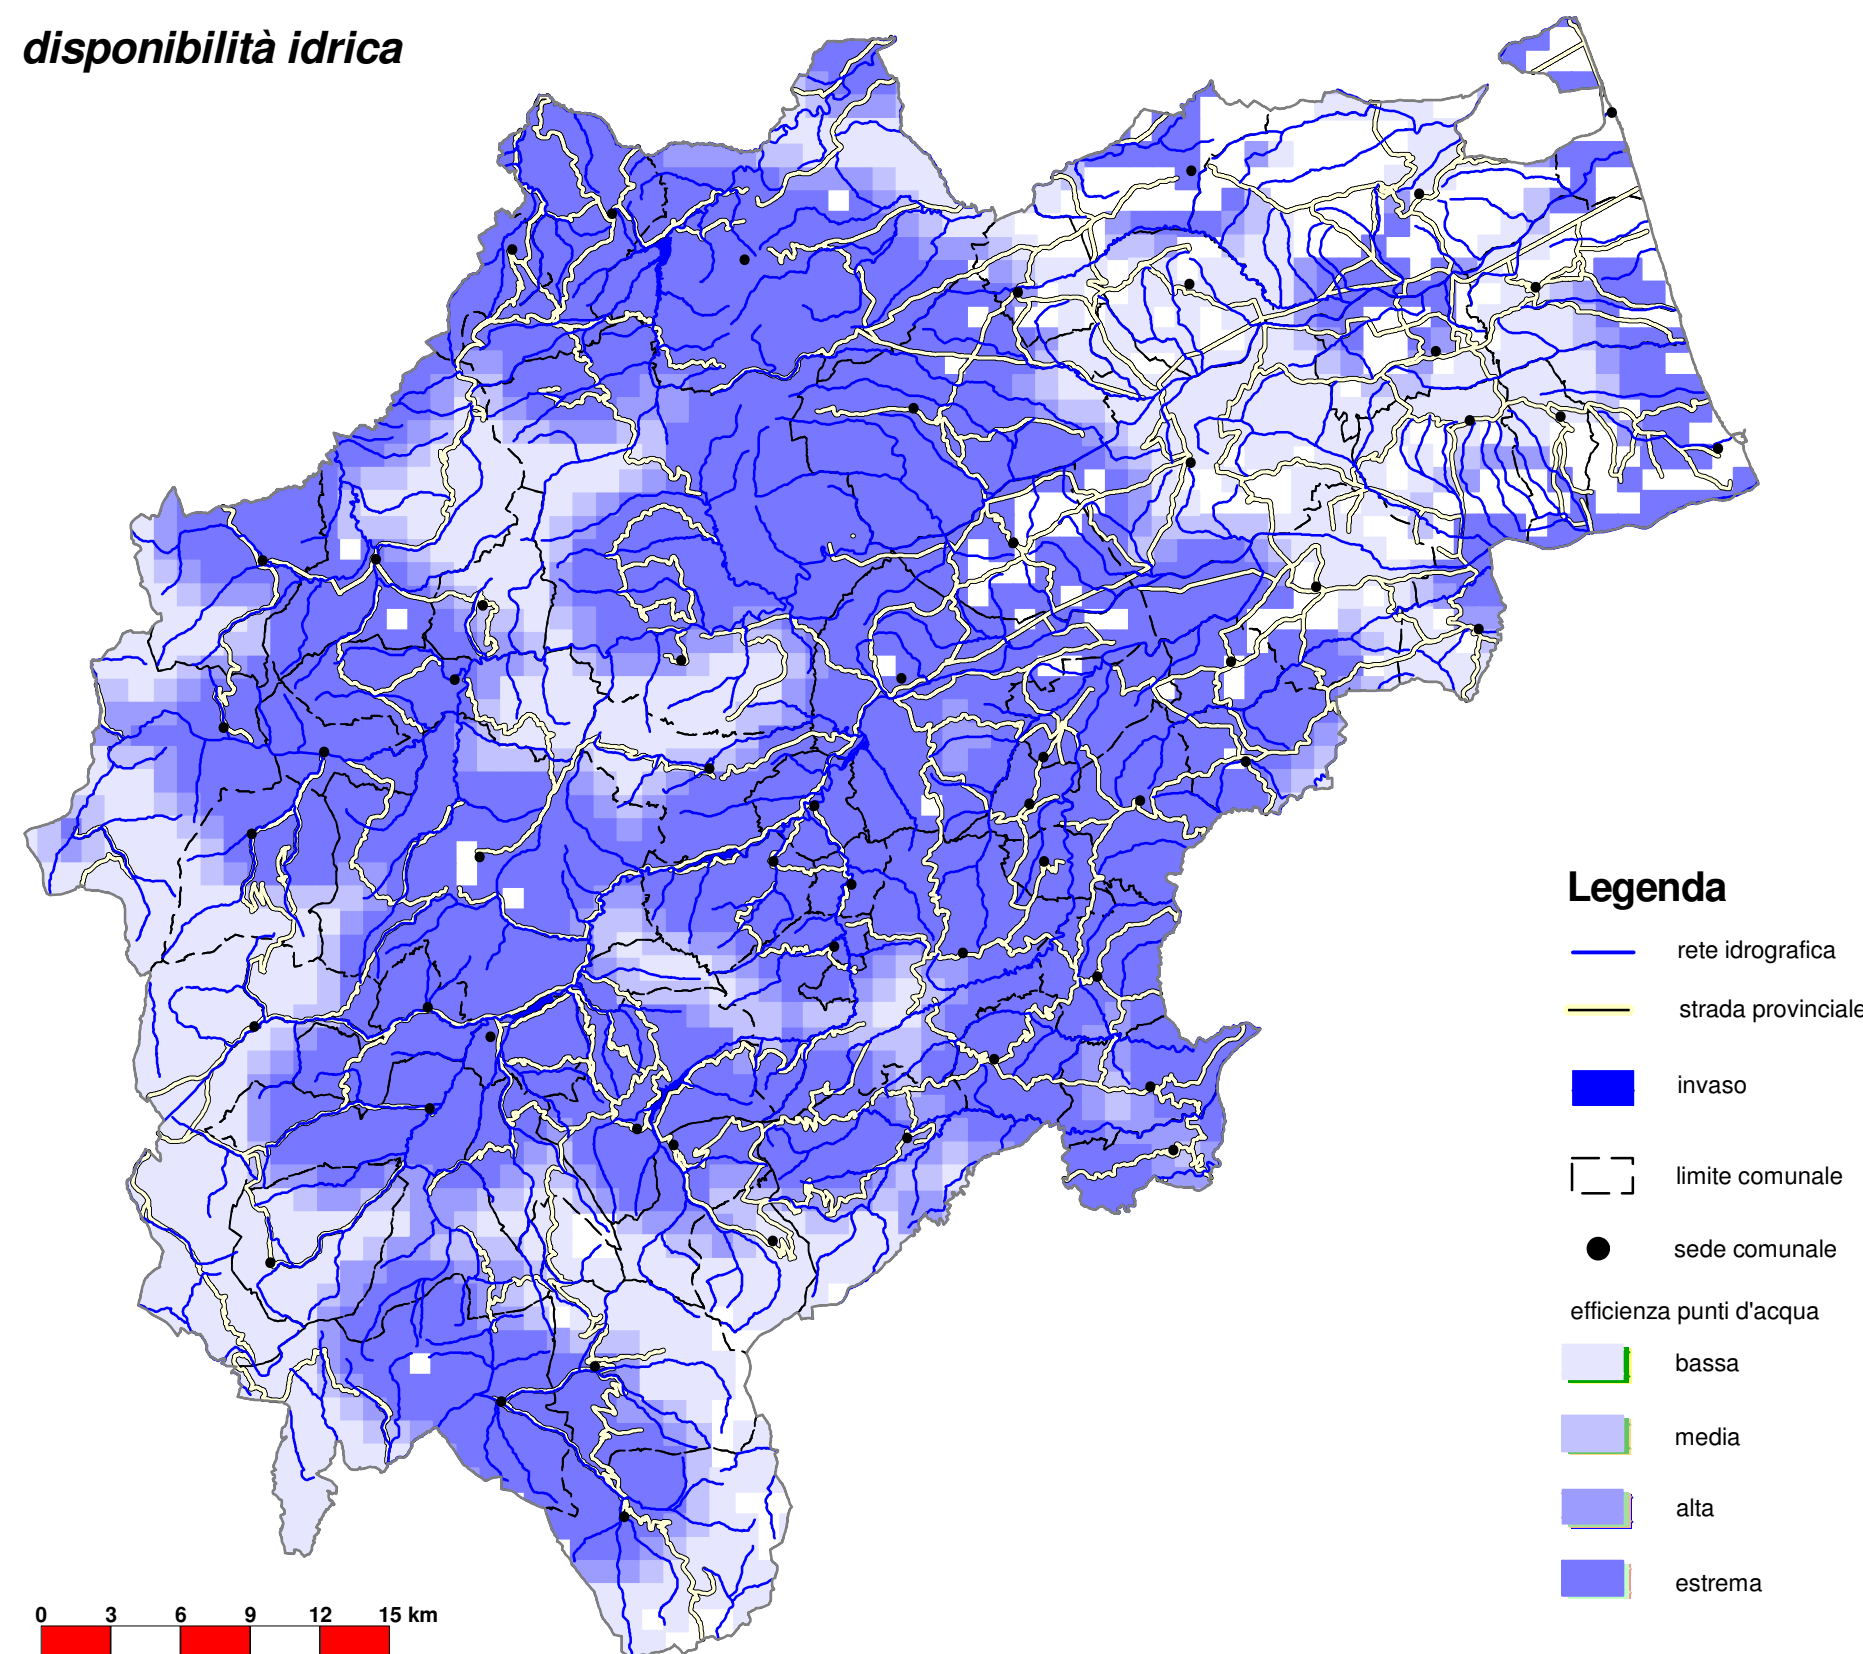 disponibilità idrica
Legenda
rete idrografica
strada provinciale
invaso
limite comunale
sede comunale
efficienza punti d'acqua
bassa
media
alta
estrema
0 3 6 9 12 15 km